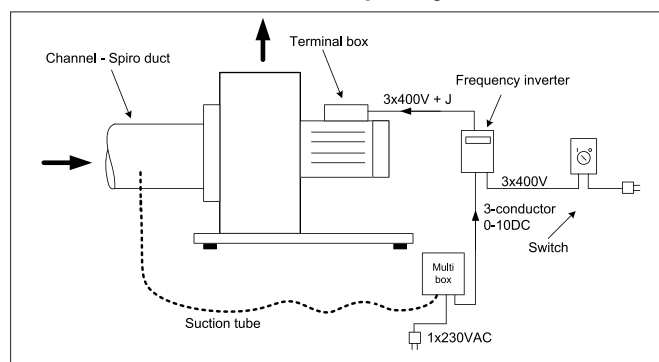 Terminal box
Channel - Spiro duct
Frequency inverter
3x400V + J
3x400V
3-conductor
0-10DC
Switch
Multi
box
Suction tube
1x230VAC